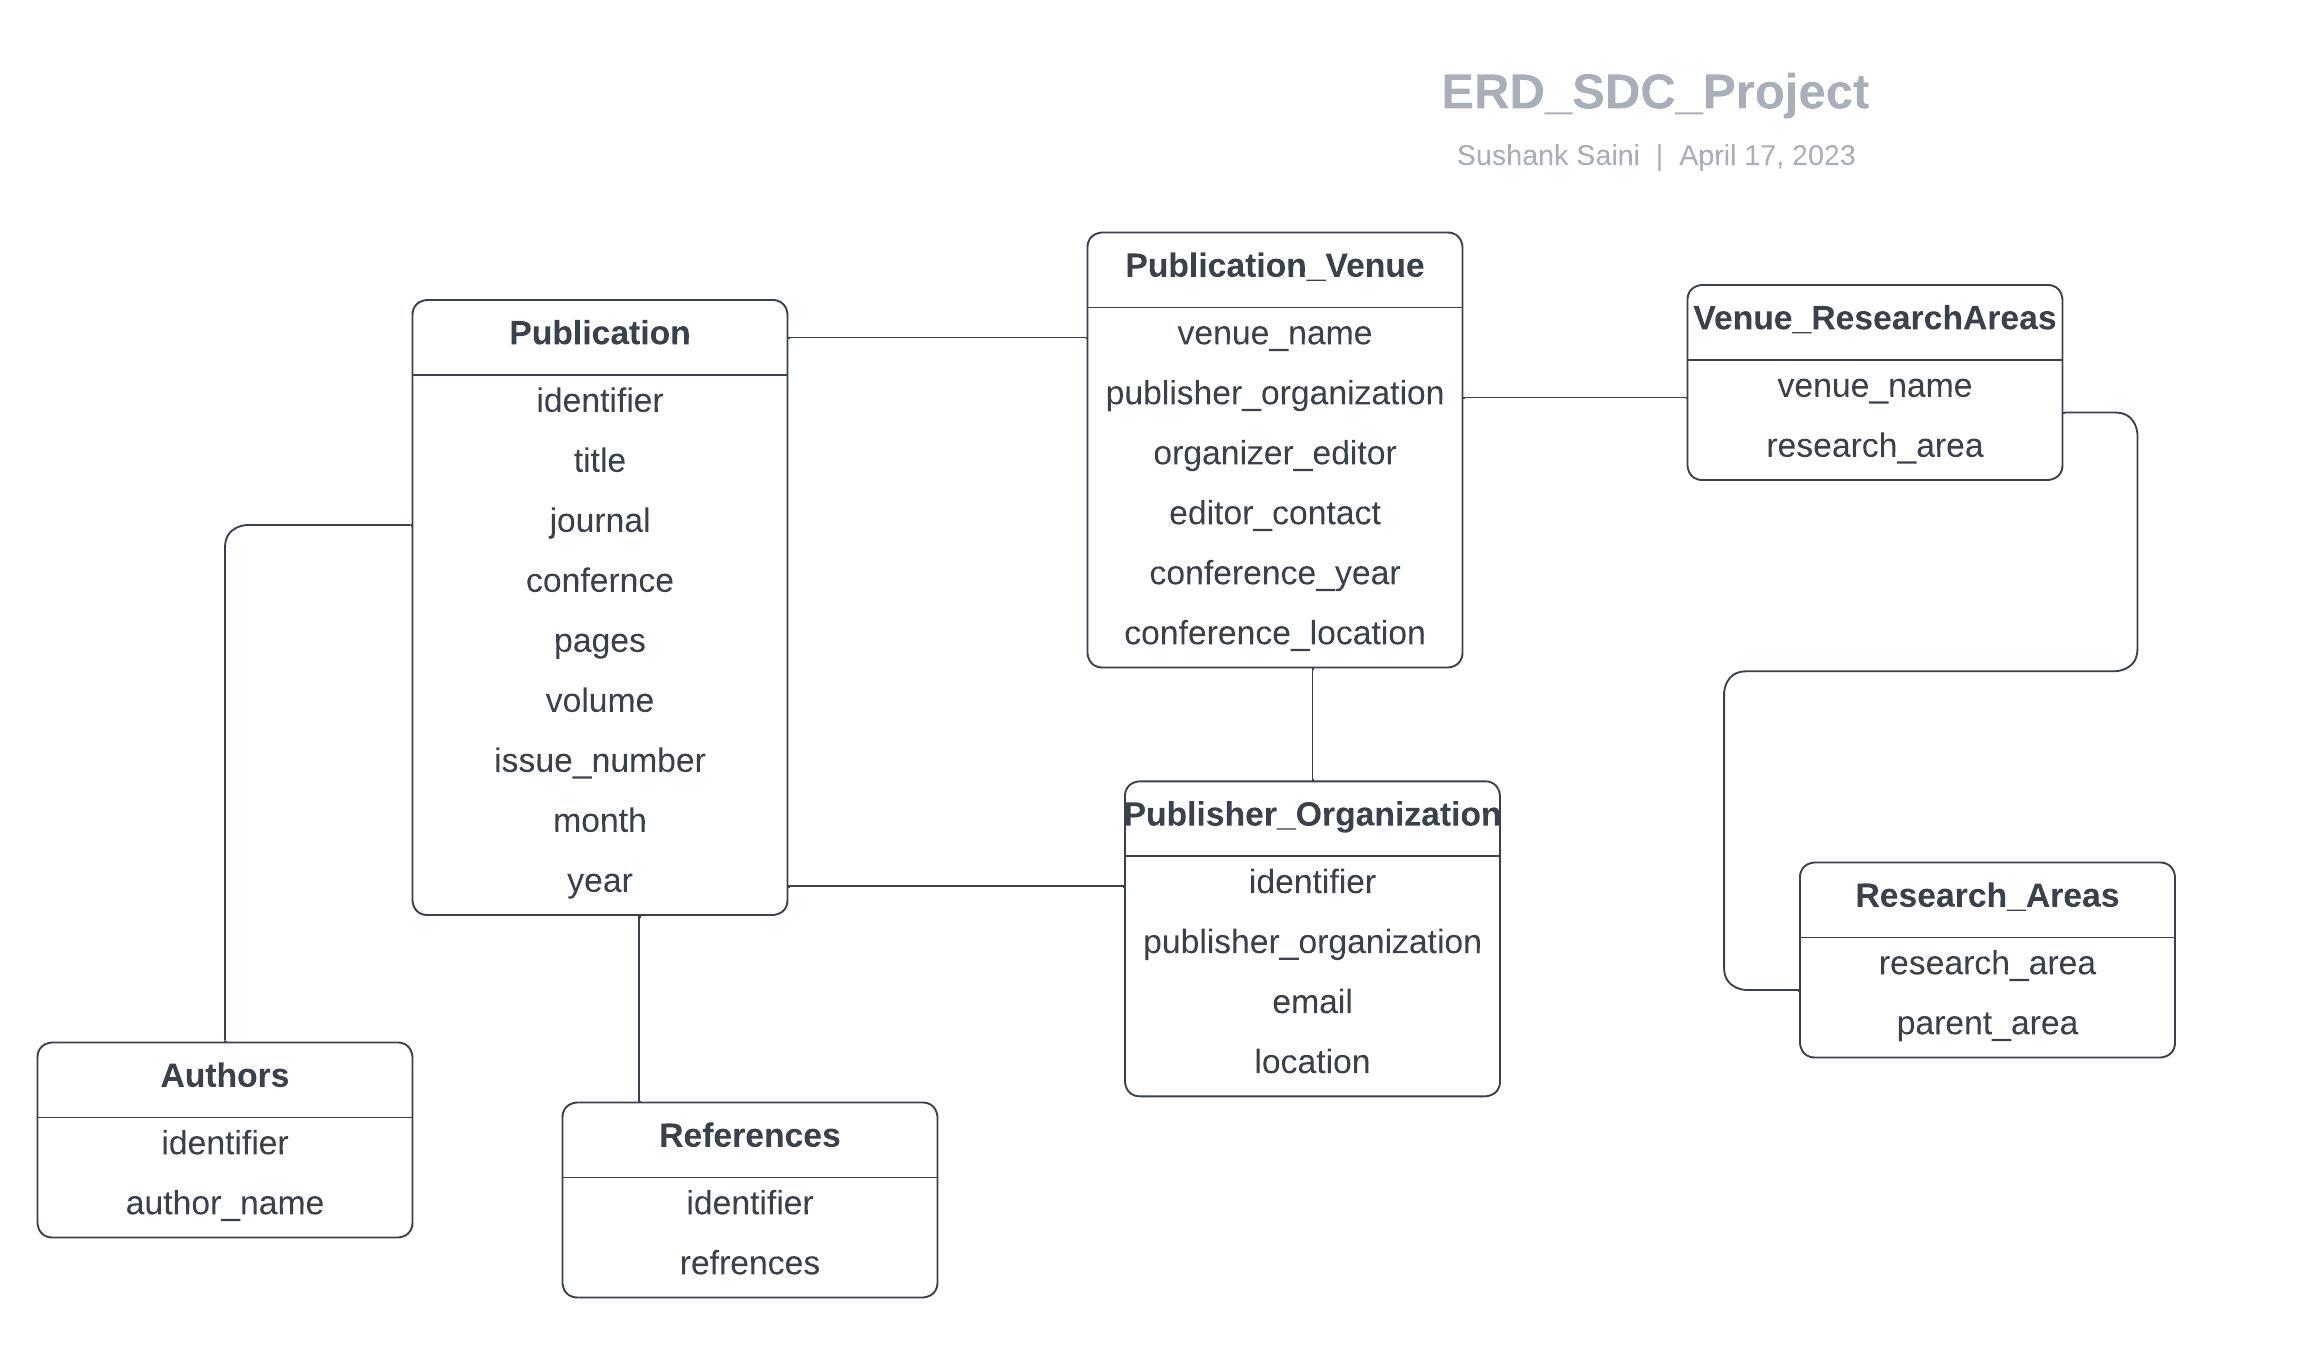 ERD_SDC_Project
Sushank Saini | April 17, 2023
Publication
identifier
title
journal
confernce
pages
volume
issue_number
month
year
Publication_Venue
venue_name
publisher_organization
organizer_editor
editor_contact
conference_year
conference_location
Venue_ResearchAreas
venue_name
research_area
Publisher_Organization
identifier
publisher_organization
email
location
Research_Areas
research_area
parent_area
Authors
identifier
author_name
References
identifier
refrences